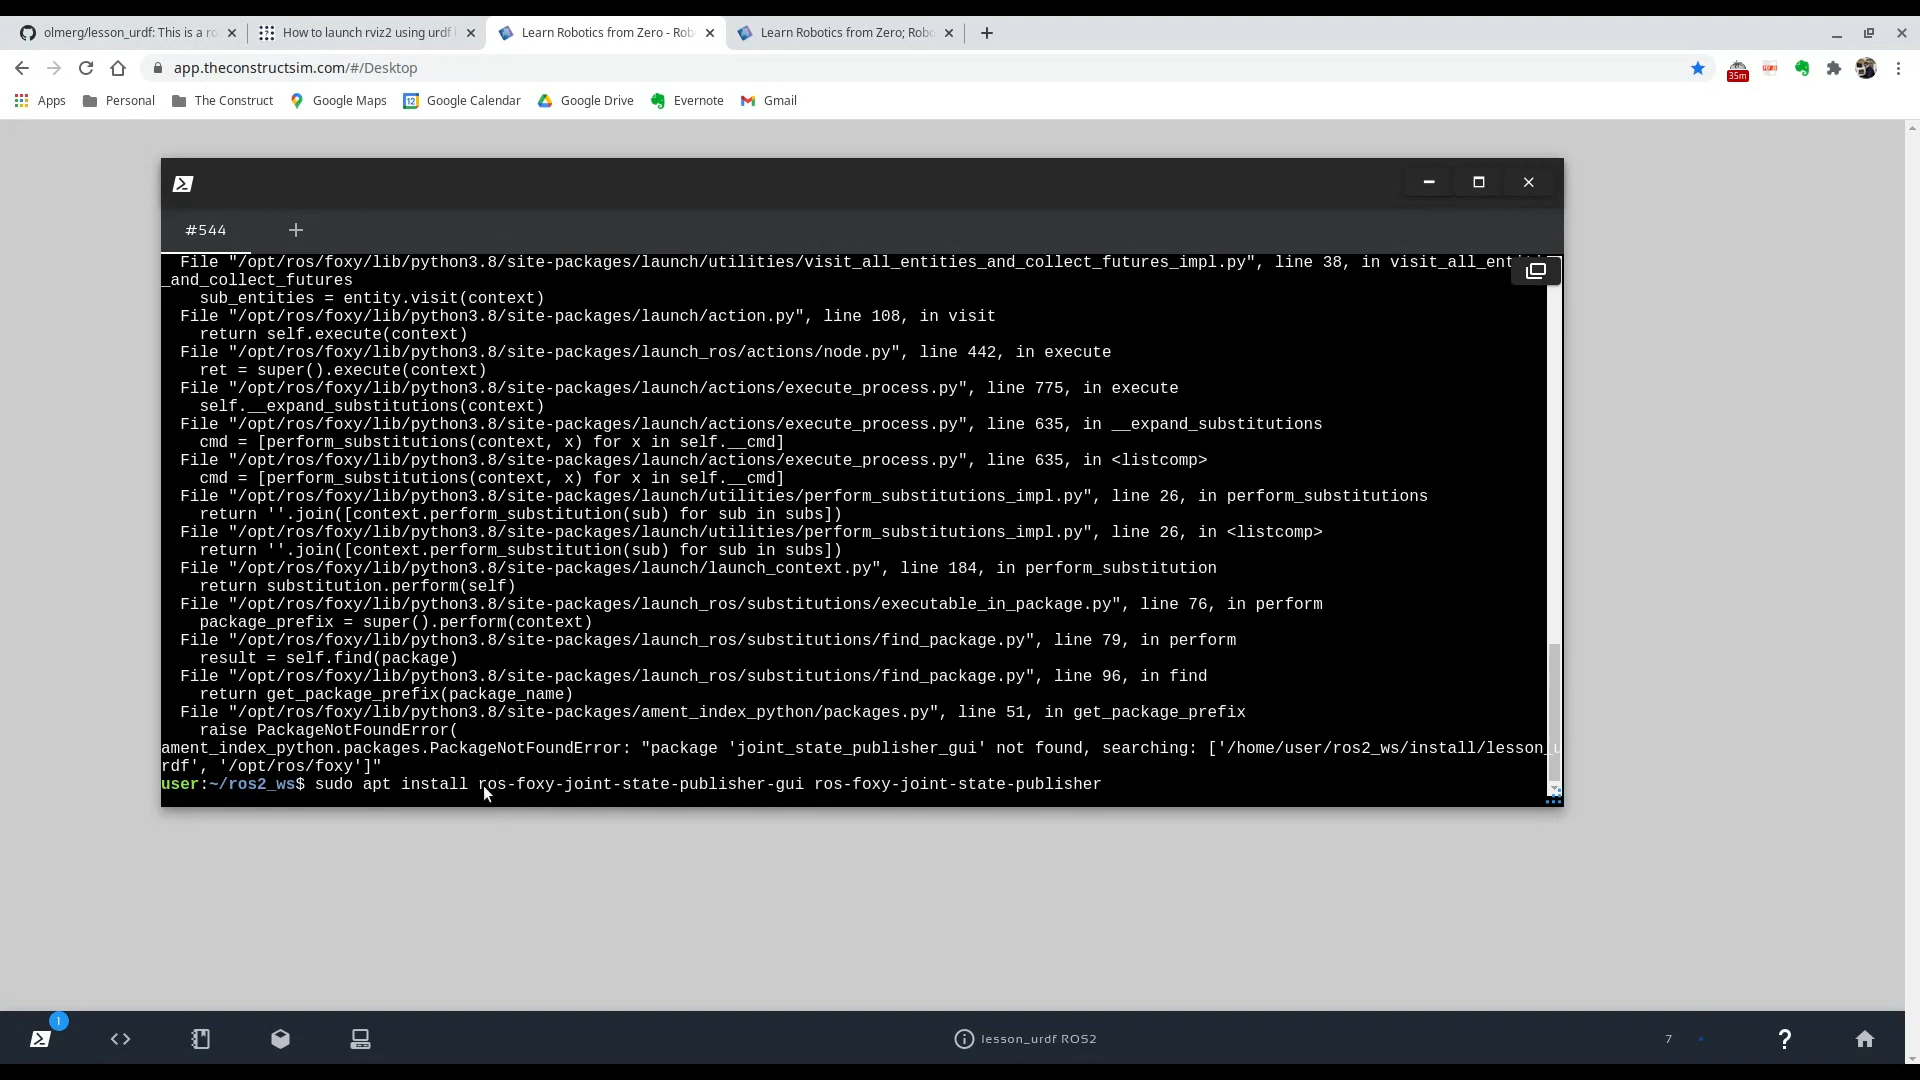 olmerg/lesson_urdf: This is a ro
How to launch rviz2 using urdf
Learn Robotics from Zero - Rob
Learn Robotics from Zero; Robo
app.theconstructsim.com/#/Desktop
35m
Apps
Personal
The Construct
Google Maps
Google Calendar
Google Drive
Evernote
Gmail
#544
File "/opt/ros/foxy/lib/python3.8/site-packages/launch/utilities/visit_all_entities_and_collect_futures_impl.py", line 38, in visit_all_enti
_and_collect_futures
sub_entities = entity.visit(context)
File "/opt/ros/foxy/lib/python3.8/site-packages/launch/action.py", line 108, in visit
return self.execute(context)
File "/opt/ros/foxy/lib/python3.8/site-packages/launch_ros/actions/node.py", line 442, in execute
ret = super().execute(context)
File "/opt/ros/foxy/lib/python3.8/site-packages/launch/actions/execute_process.py", line 775, in execute
self.__expand_substitutions(context)
File "/opt/ros/foxy/lib/python3.8/site-packages/launch/actions/execute_process.py", line 635, in __expand_substitutions
cmd = [perform_substitutions(context, x) for x in self.__cmd]
File "/opt/ros/foxy/lib/python3.8/site-packages/launch/actions/execute_process.py", line 635, in <listcomp>
cmd = [perform_substitutions(context, x) for x in self.__cmd]
File "/opt/ros/foxy/lib/python3.8/site-packages/launch/utilities/perform_substitutions_impl.py", line 26, in perform_substitutions
return ''.join([context.perform_substitution(sub) for sub in subs])
File "/opt/ros/foxy/lib/python3.8/site-packages/launch/utilities/perform_substitutions_impl.py", line 26, in <listcomp>
return ''.join([context.perform_substitution(sub) for sub in subs])
File "/opt/ros/foxy/lib/python3.8/site-packages/launch/launch_context.py", line 184, in perform_substitution
return substitution.perform(self)
File "/opt/ros/foxy/lib/python3.8/site-packages/launch_ros/substitutions/executable_in_package.py", line 76, in perform
package_prefix = super().perform(context)
File "/opt/ros/foxy/lib/python3.8/site-packages/launch_ros/substitutions/find_package.py", line 79, in perform
result = self.find(package)
File "/opt/ros/foxy/lib/python3.8/site-packages/launch_ros/substitutions/find_package.py", line 96, in find
return get_package_prefix(package_name)
File "/opt/ros/foxy/lib/python3.8/site-packages/ament_index_python/packages.py", line 51, in get_package_prefix
raise PackageNotFoundError(
ament_index_python.packages.PackageNotFoundError: "package 'joint_state_publisher_gui' not found, searching: ['/home/user/ros2_ws/install/lesson_u
rdf', '/opt/ros/foxy']"
user:~/ros2_ws$ sudo apt install ros-foxy-joint-state-publisher-gui ros-foxy-joint-state-publisher
1
lesson_urdf ROS2
7